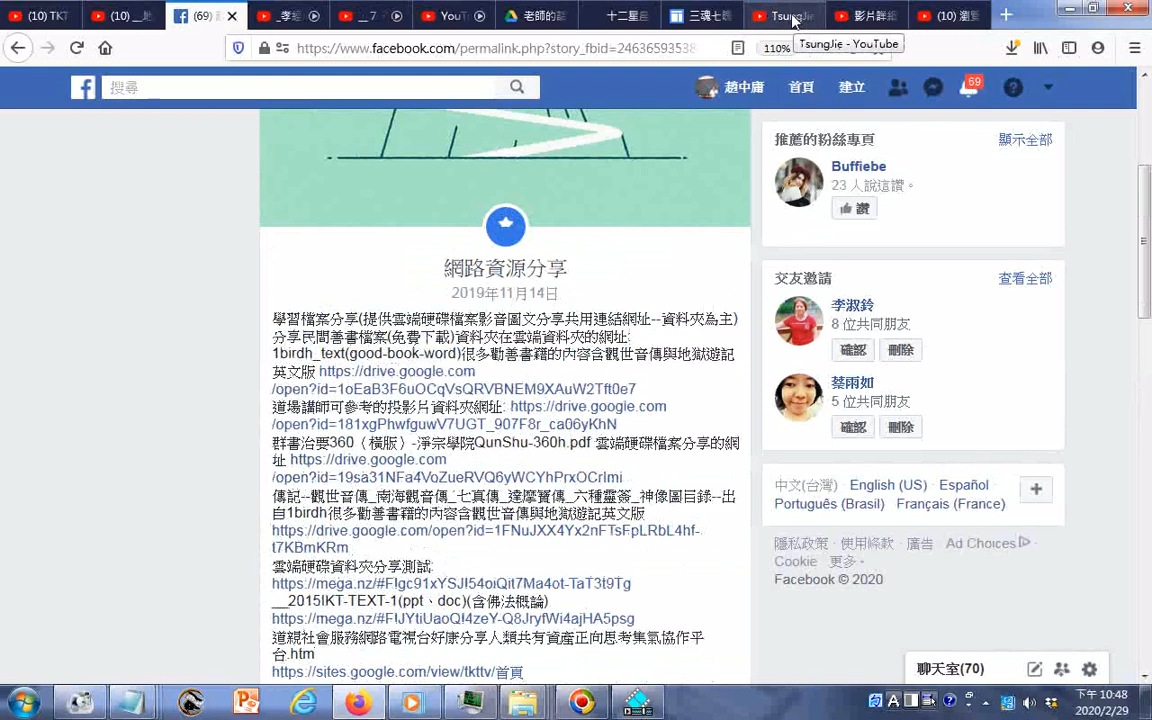 (10) TKT
(10) __地
(69) 
_孝經
__7
YouT
老師的話
十二星座
三魂七魄
TsungJie
影片詳細
(10) 瀏覽
https://www.facebook.com/permalink.php?story_fbid=246365953538
110%
TsungJie - YouTube
搜尋
趙中庸
首頁
建立
69
推薦的粉絲專頁
顯示全部
Buffiebe
23 人說這讚。
讚
網路資源分享
2019年11月14日
學習檔案分享(提供雲端硬碟檔案影音圖文分享共用連結網址--資料夾為主)
分享民間善書檔案(免費下載)資料夾在雲端資料夾的網址:
1birdh_text(good-book-word)很多勸善書籍的內容含觀世音傳與地獄遊記
英文版 https://drive.google.com
/open?id=1oEaB3F6uOCqVsQRVBNEM9XAuW2Tft0e7
道場講師可參考的投影片資料夾網址: https://drive.google.com
/open?id=181xgPhwfguwV7UGT_907F8r_ca06yKhN
群書治要360〈橫版〉-淨宗學院QunShu-360h.pdf 雲端硬碟檔案分享的網
址 https://drive.google.com
/open?id=19sa31NFa4VoZueRVQ6yWCYhPrxOCrImi
傳記--觀世音傳_南海觀音傳_七真傳_達摩寶傳_六種靈簽_神像圖目錄--出
自1birdh很多勸善書籍的內容含觀世音傳與地獄遊記英文版
https://drive.google.com/open?id=1FNuJXX4Yx2nFTsFpLRbL4hf-
t7KBmKRm
雲端硬碟資料夾分享測試:
https://mega.nz/#F!gc91xYSJ!54oiQit7Ma4ot-TaT3t9Tg
__2015IKT-TEXT-1(ppt、doc)(含佛法概論)
https://mega.nz/#F!JYtiUaoQ!4zeY-Q8JryfWi4ajHA5psg
道親社會服務網路電視台好康分享人類共有資產正向思考集氣協作平
台.htm
https://sites.google.com/view/tkttv/首頁
交友邀請
查看全部
李淑鈴
8 位共同朋友
確認
刪除
蔡雨如
5 位共同朋友
確認
刪除
中文(台灣) · English (US) · Español ·
Português (Brasil) · Français (France)
隱私政策 · 使用條款 · 廣告 · Ad Choices ·
Cookie · 更多
Facebook © 2020
聊天室(70)
下午 10:48
2020/2/29